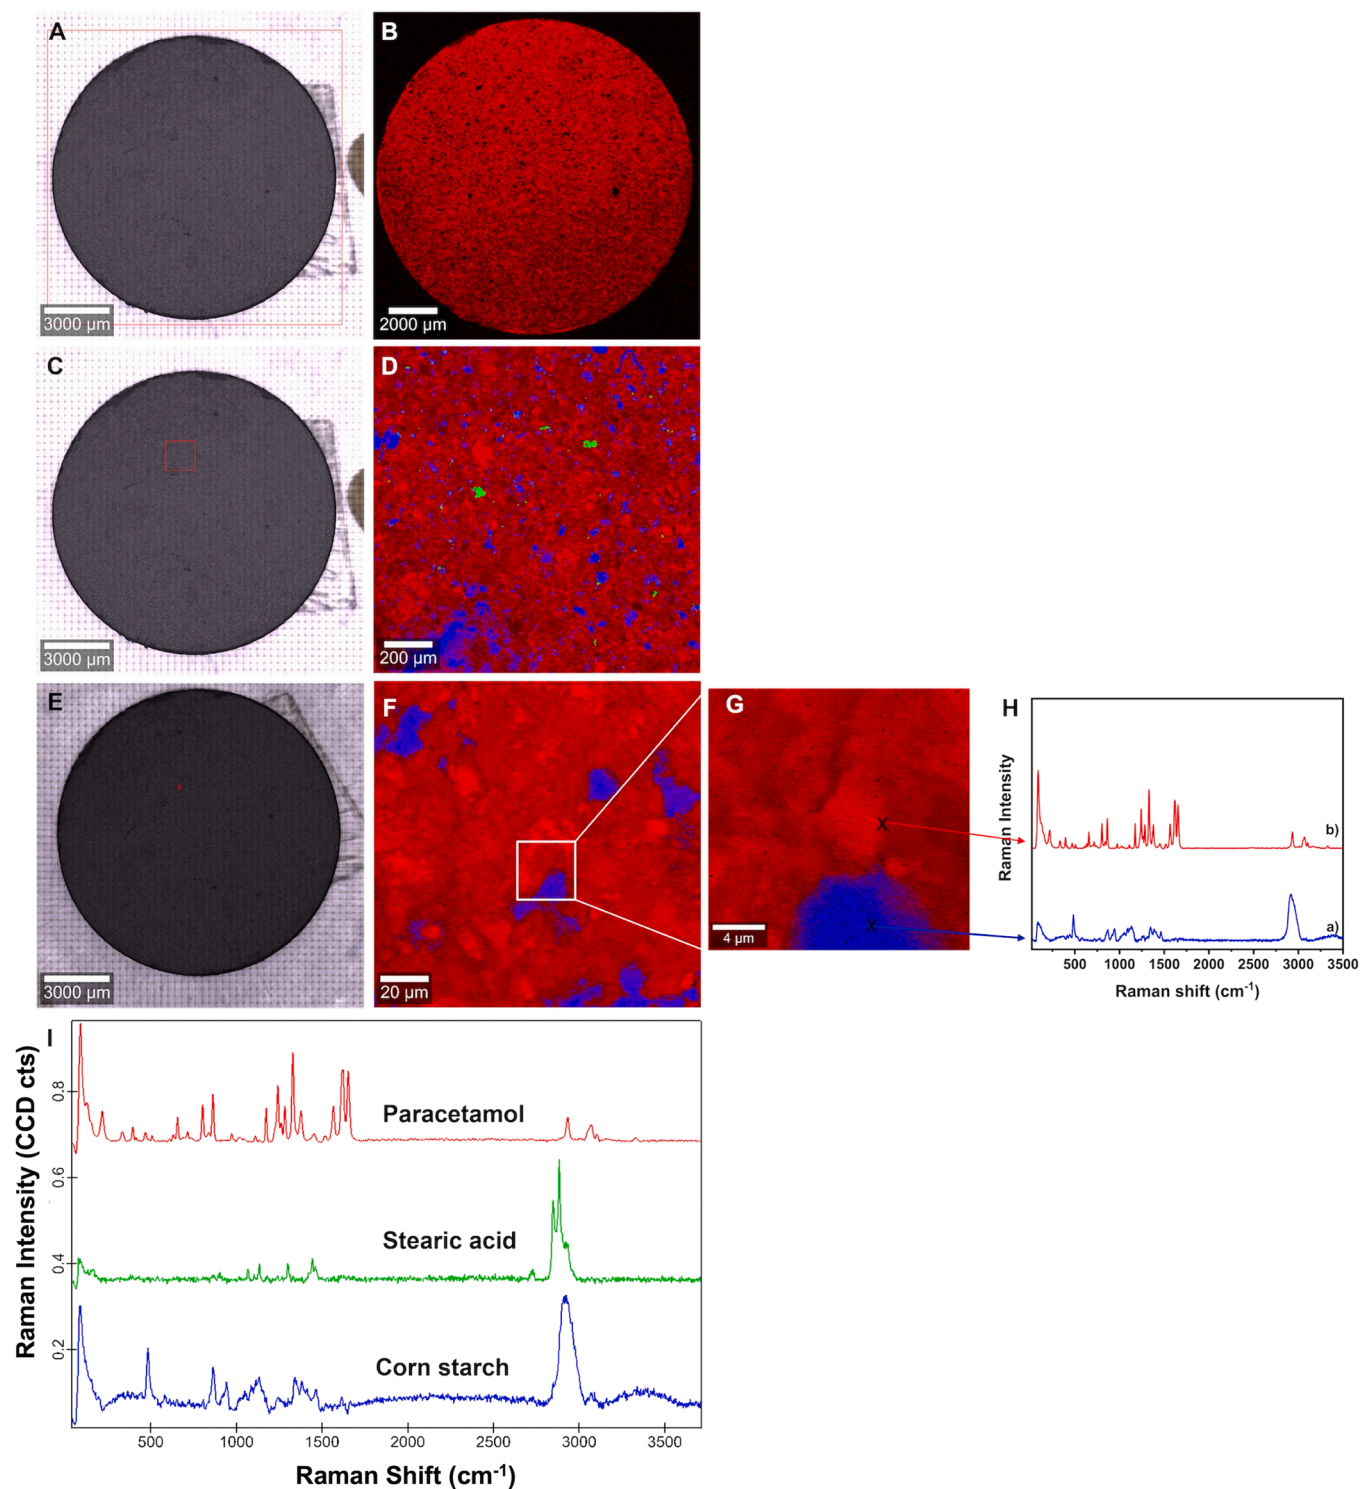 A
3000 µm
B
2000 µm
C
3000 µm
D
200 µm
E
3000 µm
F
20 µm
G
X
X
4 µm
H
Raman Intensity
b)
a)
500 1000 1500 2000 2500 3000 3500
Raman shift (cm⁻¹)
I
Raman Intensity (CCD cts)
0.8
0.6
0.4
0.2
Paracetamol
Stearic acid
Corn starch
500 1000 1500 2000 2500 3000 3500
Raman Shift (cm⁻¹)